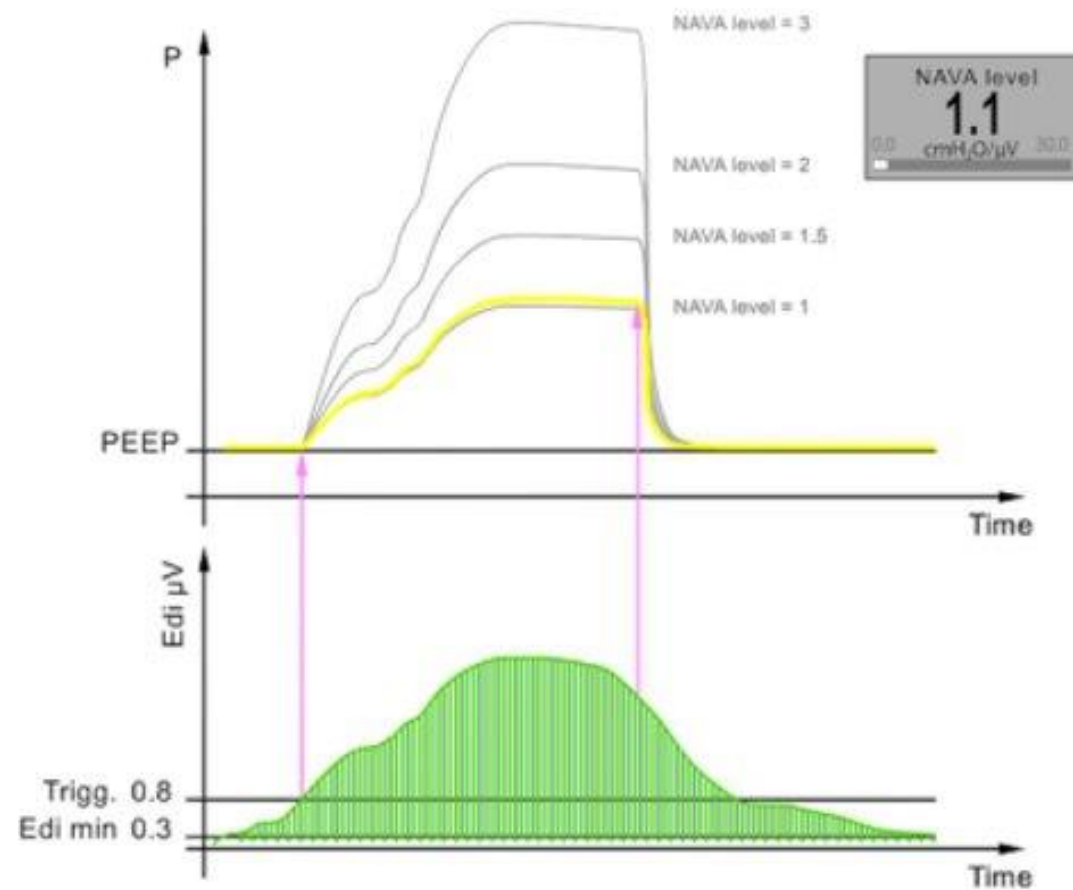 P
NAVA level = 3
NAVA level
1.1
0.0 cmH₂O/µV 30.0
NAVA level = 2
NAVA level = 1.5
NAVA level = 1
PEEP
Time
Edi µV
Trigg. 0.8
Edi min 0.3
Time